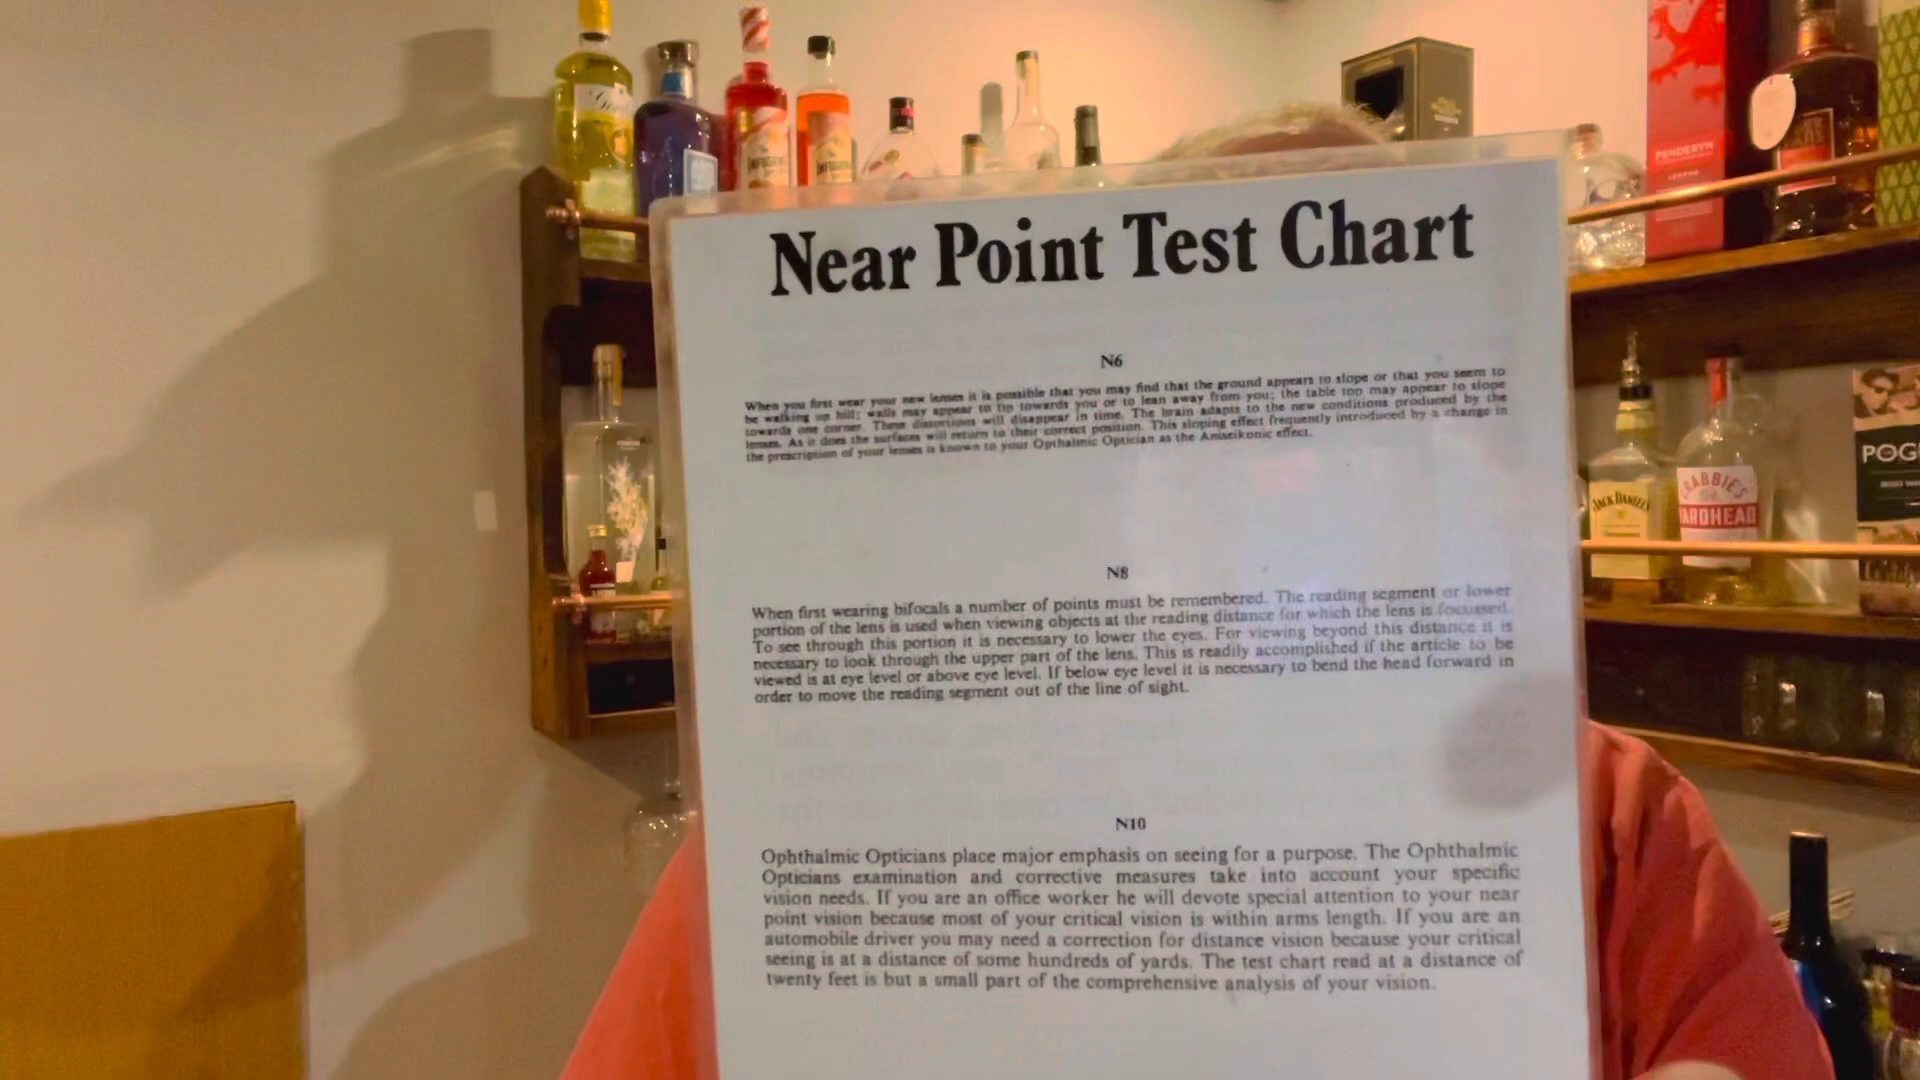 Near Point Test Chart
N6
When you first wear your new lenses it is possible that you may find that the ground appears to slope or that you seem to
be walking up hill; walls may appear to tip towards you or to lean away from you; the table top may appear to slope
towards one corner. These distortions will disappear in time. The brain adapts to the new conditions produced by the
lenses. As it does the surfaces will return to their correct position. This sloping effect frequently introduced by a change in
the prescription of your lenses is known to your Opthalmic Optician as the Aniseikonic effect.
N8
When first wearing bifocals a number of points must be remembered. The reading segment or lower
portion of the lens is used when viewing objects at the reading distance for which the lens is focussed.
To see through this portion it is necessary to lower the eyes. For viewing beyond this distance it is
necessary to look through the upper part of the lens. This is readily accomplished if the article to be
viewed is at eye level or above eye level. If below eye level it is necessary to bend the head forward in
order to move the reading segment out of the line of sight.
N10
Ophthalmic Opticians place major emphasis on seeing for a purpose. The Ophthalmic
Opticians examination and corrective measures take into account your specific
vision needs. If you are an office worker he will devote special attention to your near
point vision because most of your critical vision is within arms length. If you are an
automobile driver you may need a correction for distance vision because your critical
seeing is at a distance of some hundreds of yards. The test chart read at a distance of
twenty feet is but a small part of the comprehensive analysis of your vision.
PENDERYN
JACK DANIEL'S
CRABBIE'S
YARDHEAD
POGU